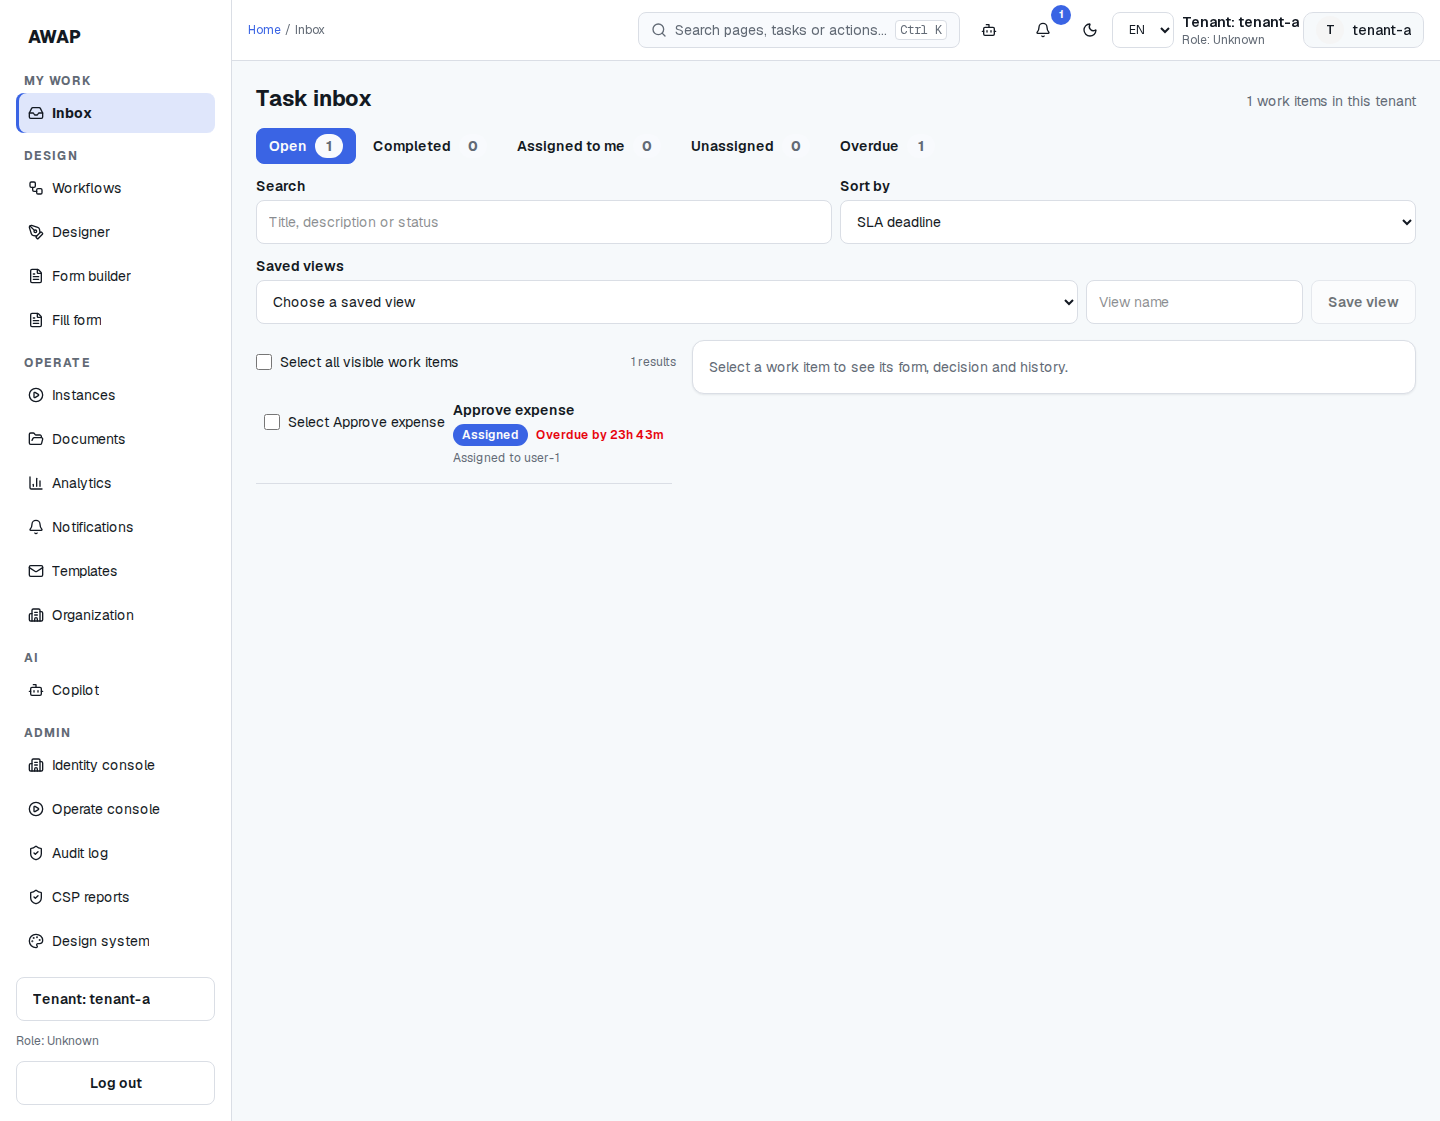 AWAP
MY WORK
Inbox
DESIGN
Workflows
Designer
Form builder
Fill form
OPERATE
Instances
Documents
Analytics
Notifications
Templates
Organization
AI
Copilot
ADMIN
Identity console
Operate console
Audit log
CSP reports
Design system
Tenant: tenant-a
Role: Unknown
Log out
Home / Inbox
Search pages, tasks or actions... Ctrl K
1
EN
Tenant: tenant-a
Role: Unknown
T tenant-a
Task inbox
1 work items in this tenant
Open 1 Completed 0 Assigned to me 0 Unassigned 0 Overdue 1
Search
Title, description or status
Sort by
SLA deadline
Saved views
Choose a saved view
View name
Save view
Select all visible work items
1 results
Select Approve expense
Approve expense
Assigned Overdue by 23h 43m
Assigned to user-1
Select a work item to see its form, decision and history.